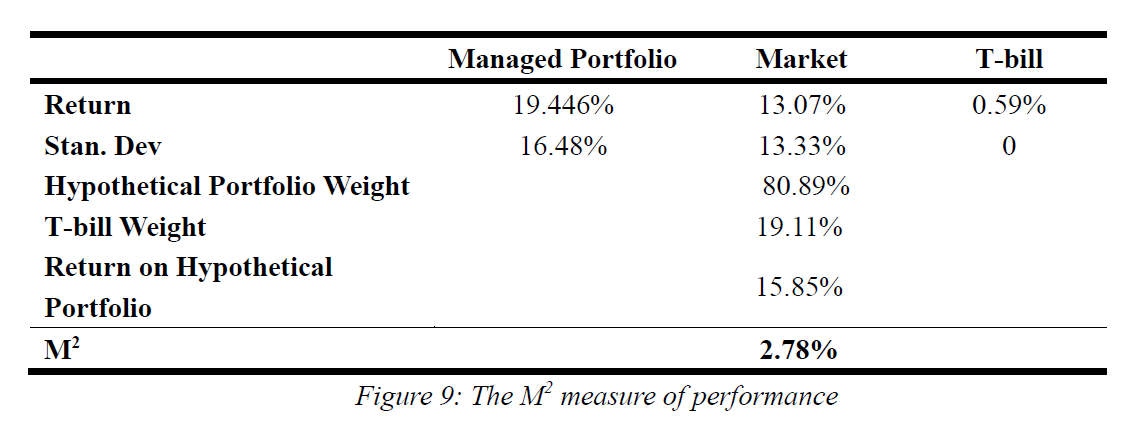 Managed Portfolio Market T-bill
Return 19.446% 13.07% 0.59%
Stan. Dev 16.48% 13.33% 0
Hypothetical Portfolio Weight 80.89%
T-bill Weight 19.11%
Return on Hypothetical
Portfolio 15.85%
M² 2.78%
Figure 9: The M² measure of performance